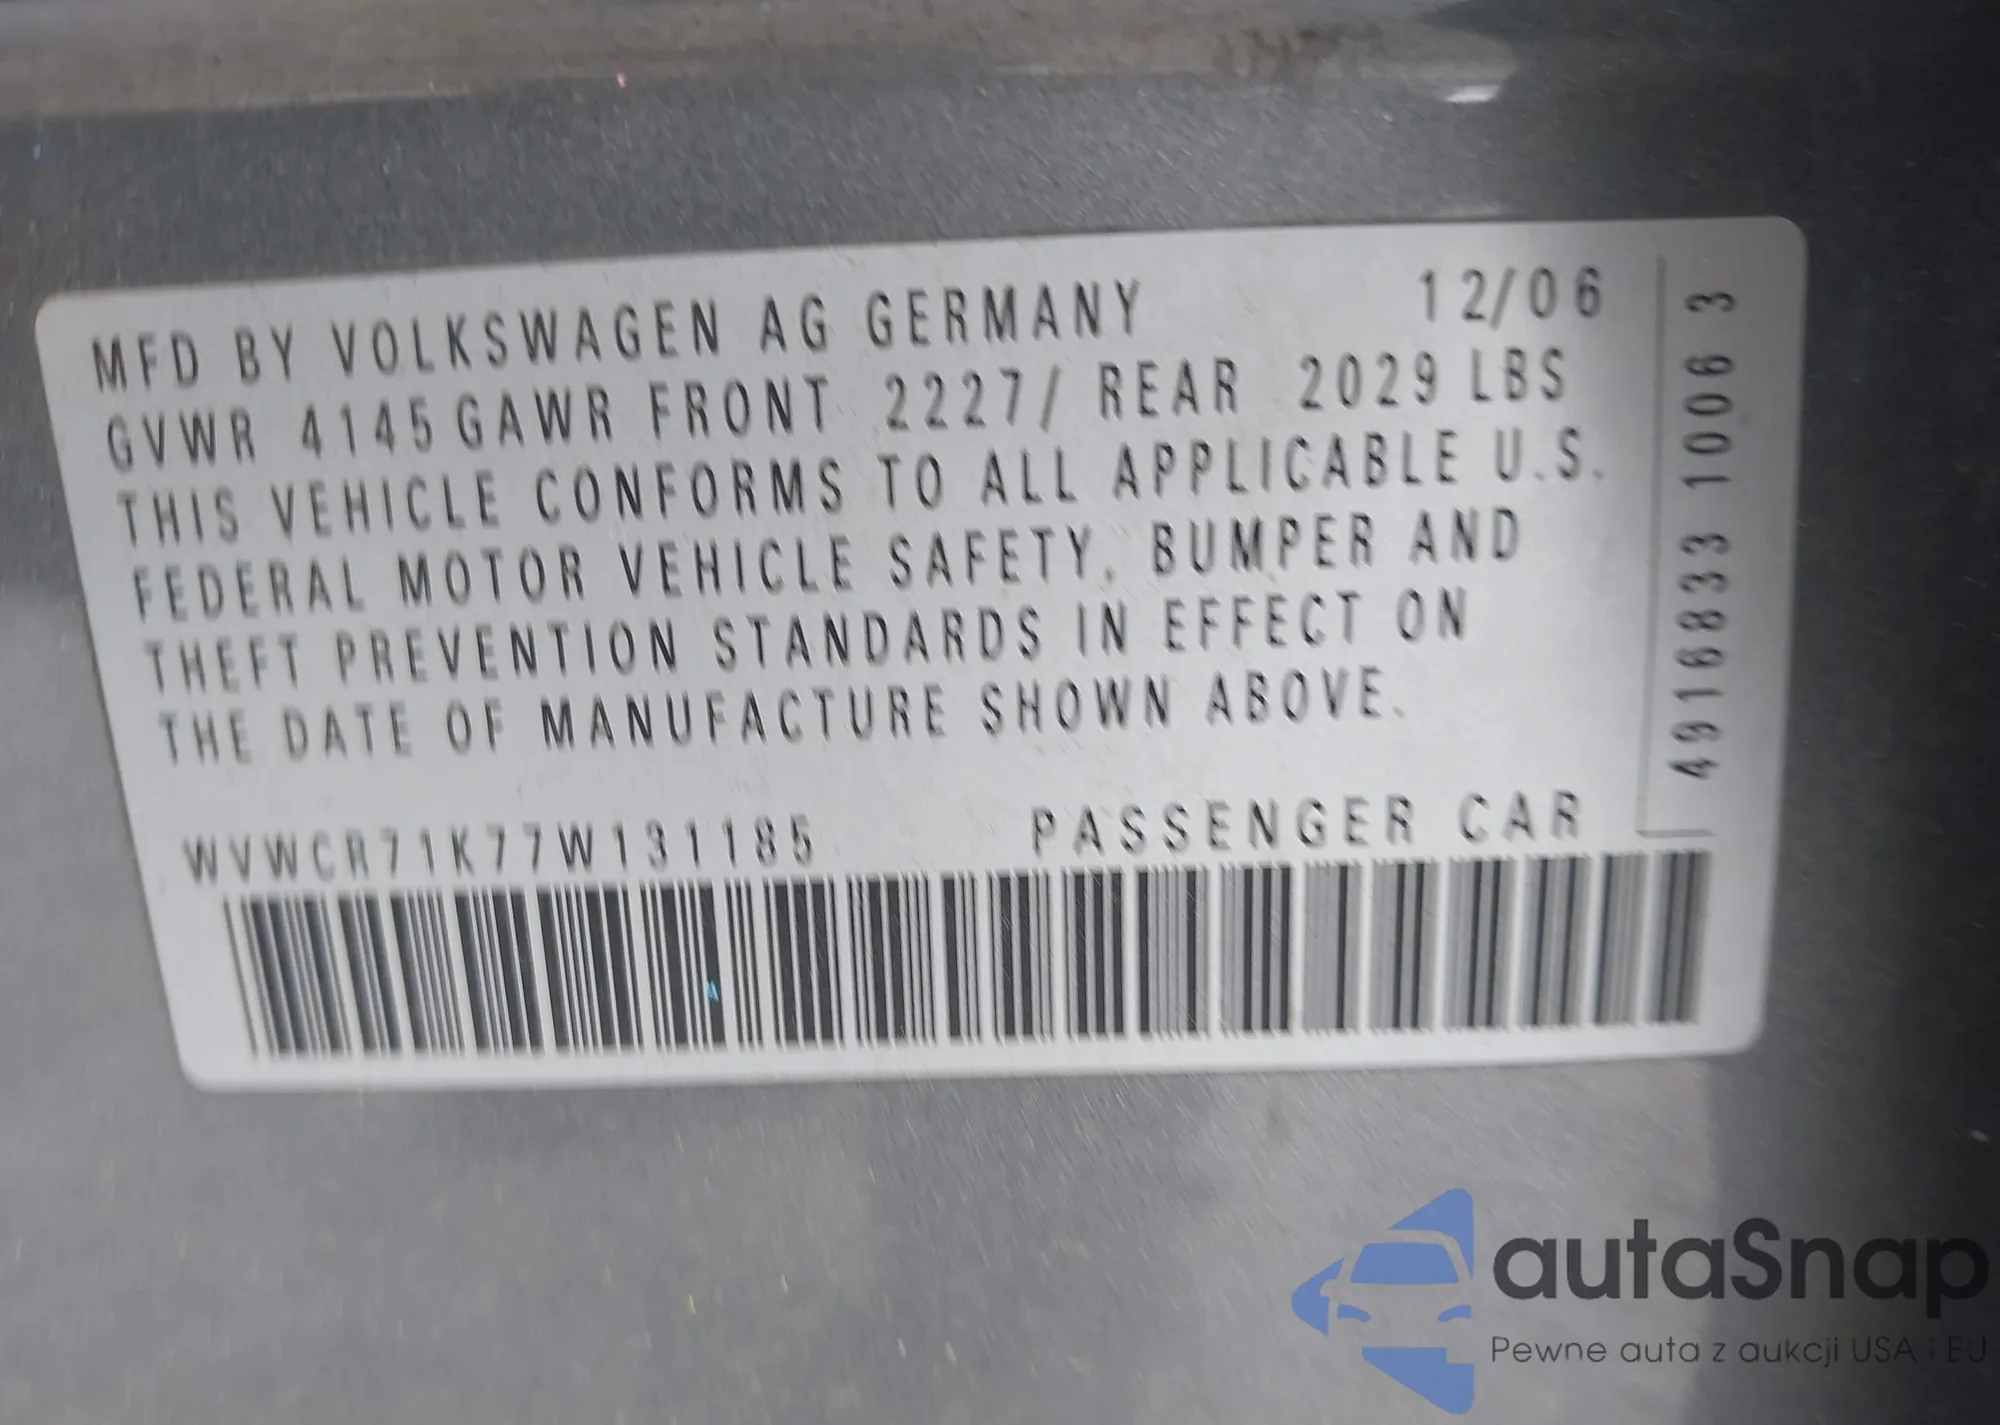 MFD BY VOLKSWAGEN AG GERMANY 12/06
GVWR 4145 GAWR FRONT 2227/ REAR 2029 LBS
THIS VEHICLE CONFORMS TO ALL APPLICABLE U.S.
FEDERAL MOTOR VEHICLE SAFETY, BUMPER AND
THEFT PREVENTION STANDARDS IN EFFECT ON
THE DATE OF MANUFACTURE SHOWN ABOVE.
WVWCR71K77W131185 PASSENGER CAR
4916833 1006 3
autaSnap
Pewne auta z aukcji USA i EU